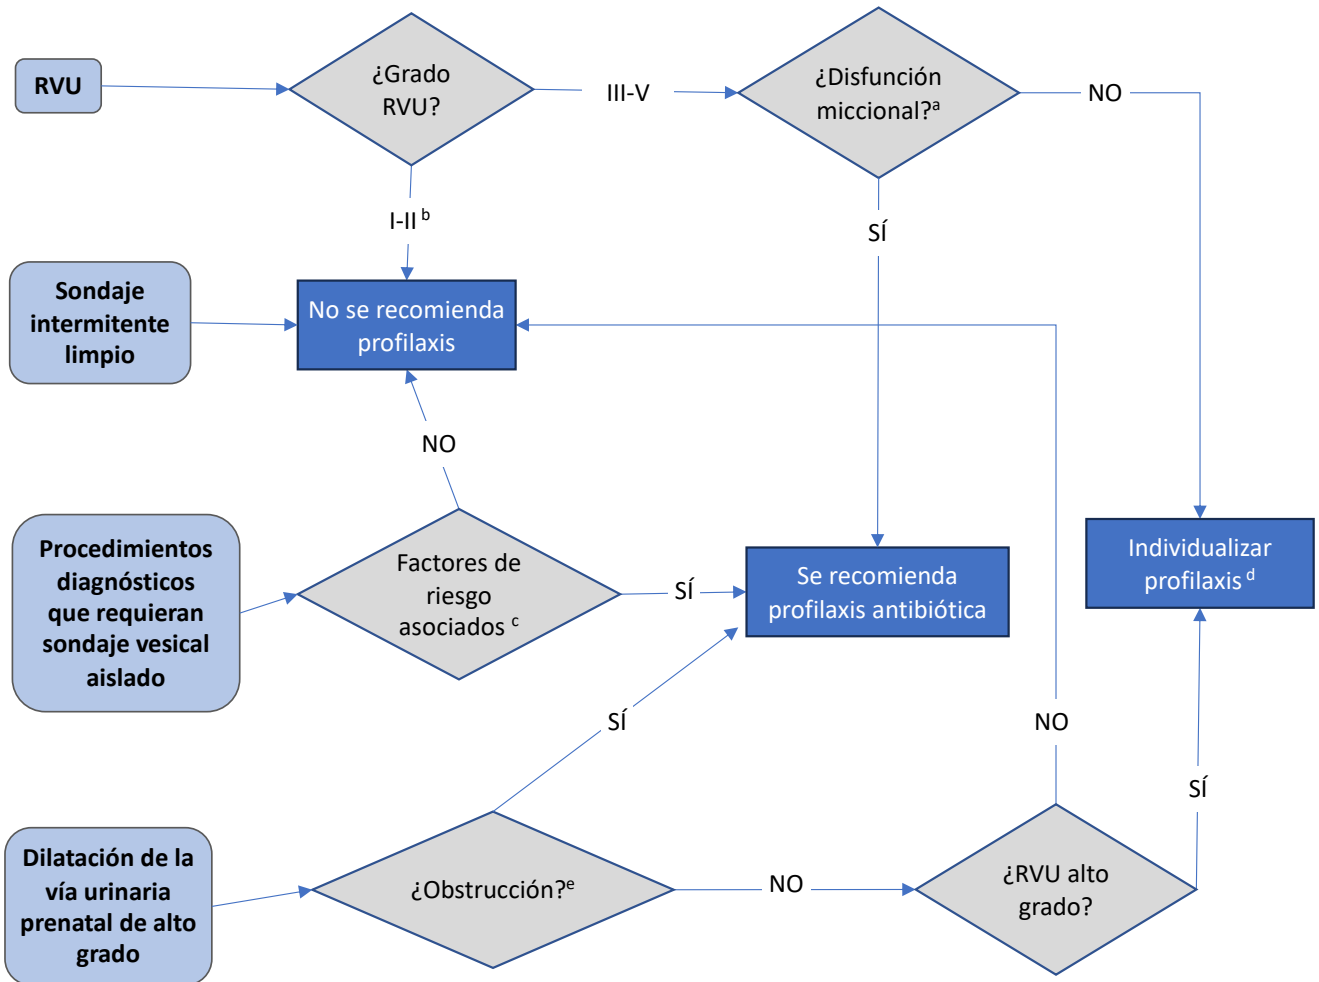 RVU
¿Grado
RVU?
III-V
¿Disfunción
miccional?ª
NO
I-II b
SÍ
Sondaje
intermitente
limpio
No se recomienda
profilaxis
NO
Procedimientos
diagnósticos
que requieran
sondaje vesical
aislado
Factores de
riesgo
asociados c
SÍ
Se recomienda
profilaxis antibiótica
Individualizar
profilaxis d
SÍ
NO
SÍ
Dilatación de la
vía urinaria
prenatal de alto
grado
¿Obstrucción?e
NO
¿RVU alto
grado?